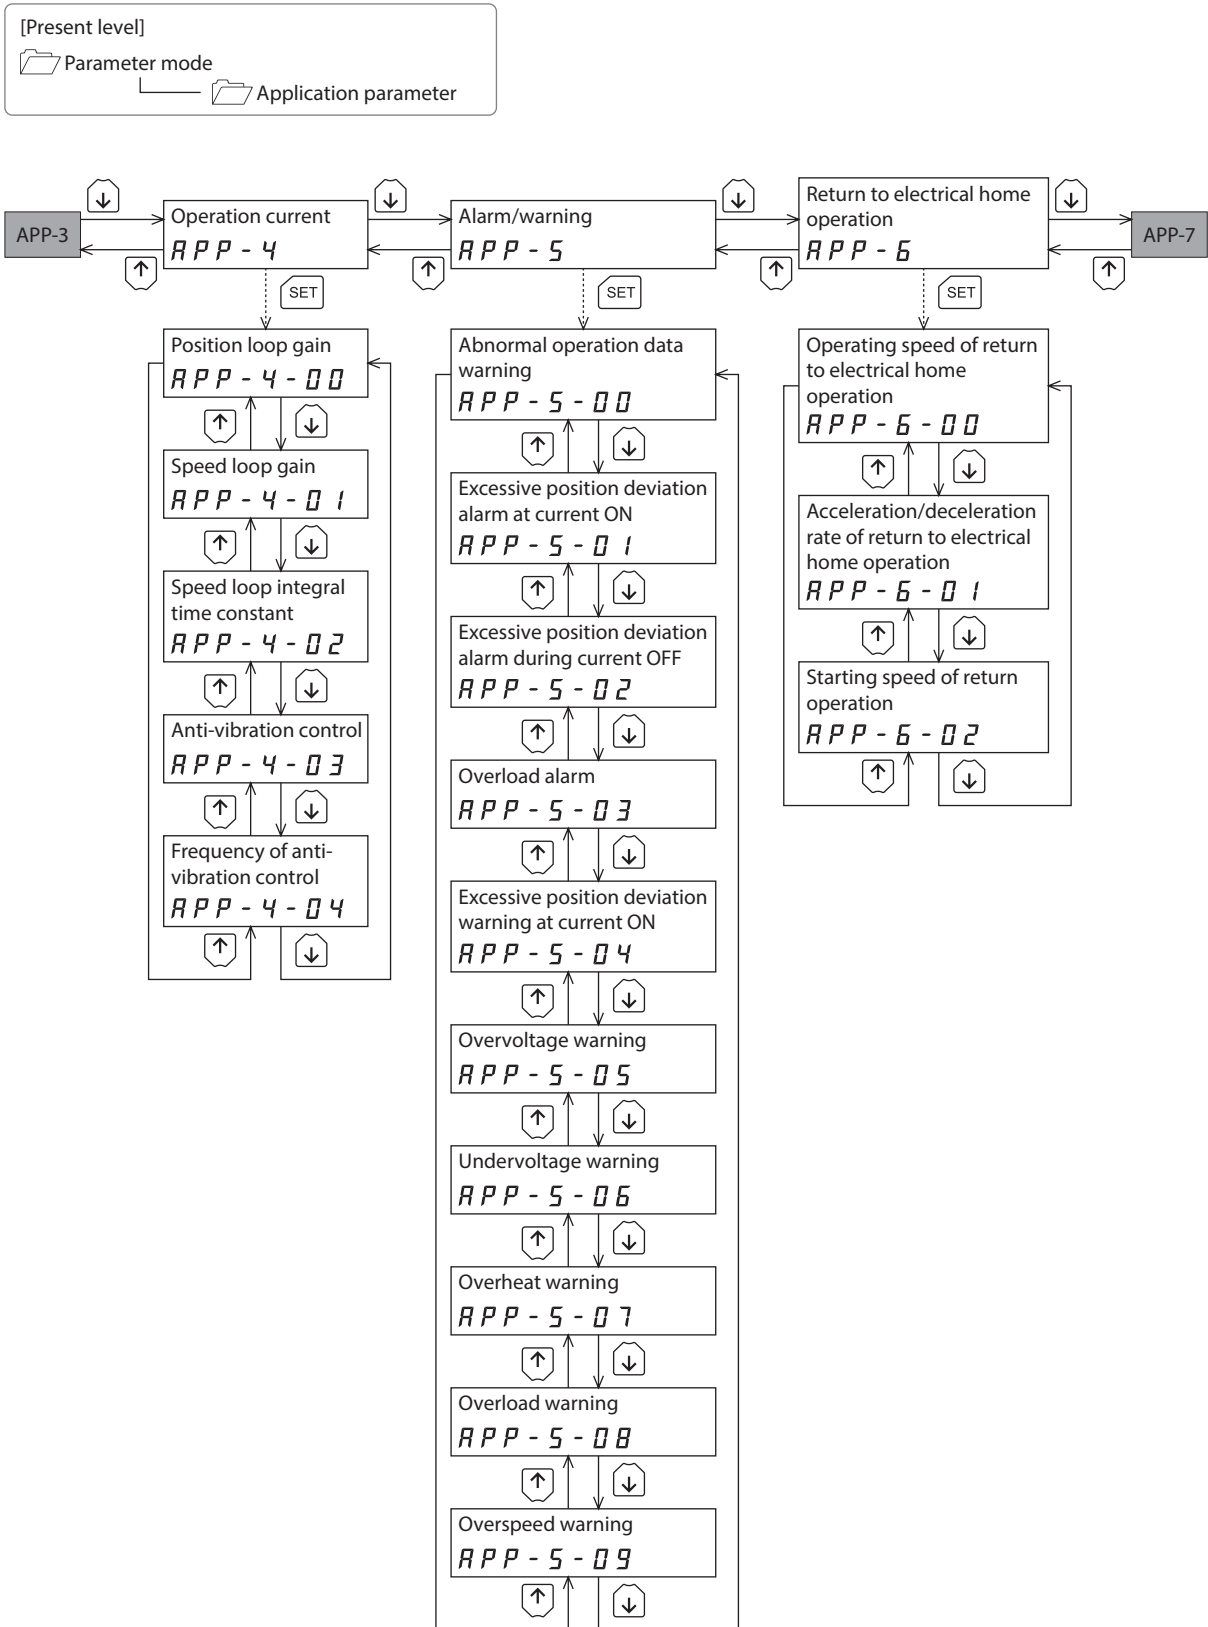 [Present level]
Parameter mode
Application parameter
APP-3
Operation current
APP-4
Alarm/warning
APP-5
Return to electrical home
operation
APP-6
APP-7
SET
SET
SET
Position loop gain
APP-4-00
Speed loop gain
APP-4-01
Speed loop integral
time constant
APP-4-02
Anti-vibration control
APP-4-03
Frequency of anti-
vibration control
APP-4-04
Abnormal operation data
warning
APP-5-00
Excessive position deviation
alarm at current ON
APP-5-01
Excessive position deviation
alarm during current OFF
APP-5-02
Overload alarm
APP-5-03
Excessive position deviation
warning at current ON
APP-5-04
Overvoltage warning
APP-5-05
Undervoltage warning
APP-5-06
Overheat warning
APP-5-07
Overload warning
APP-5-08
Overspeed warning
APP-5-09
Operating speed of return
to electrical home
operation
APP-6-00
Acceleration/deceleration
rate of return to electrical
home operation
APP-6-01
Starting speed of return
operation
APP-6-02